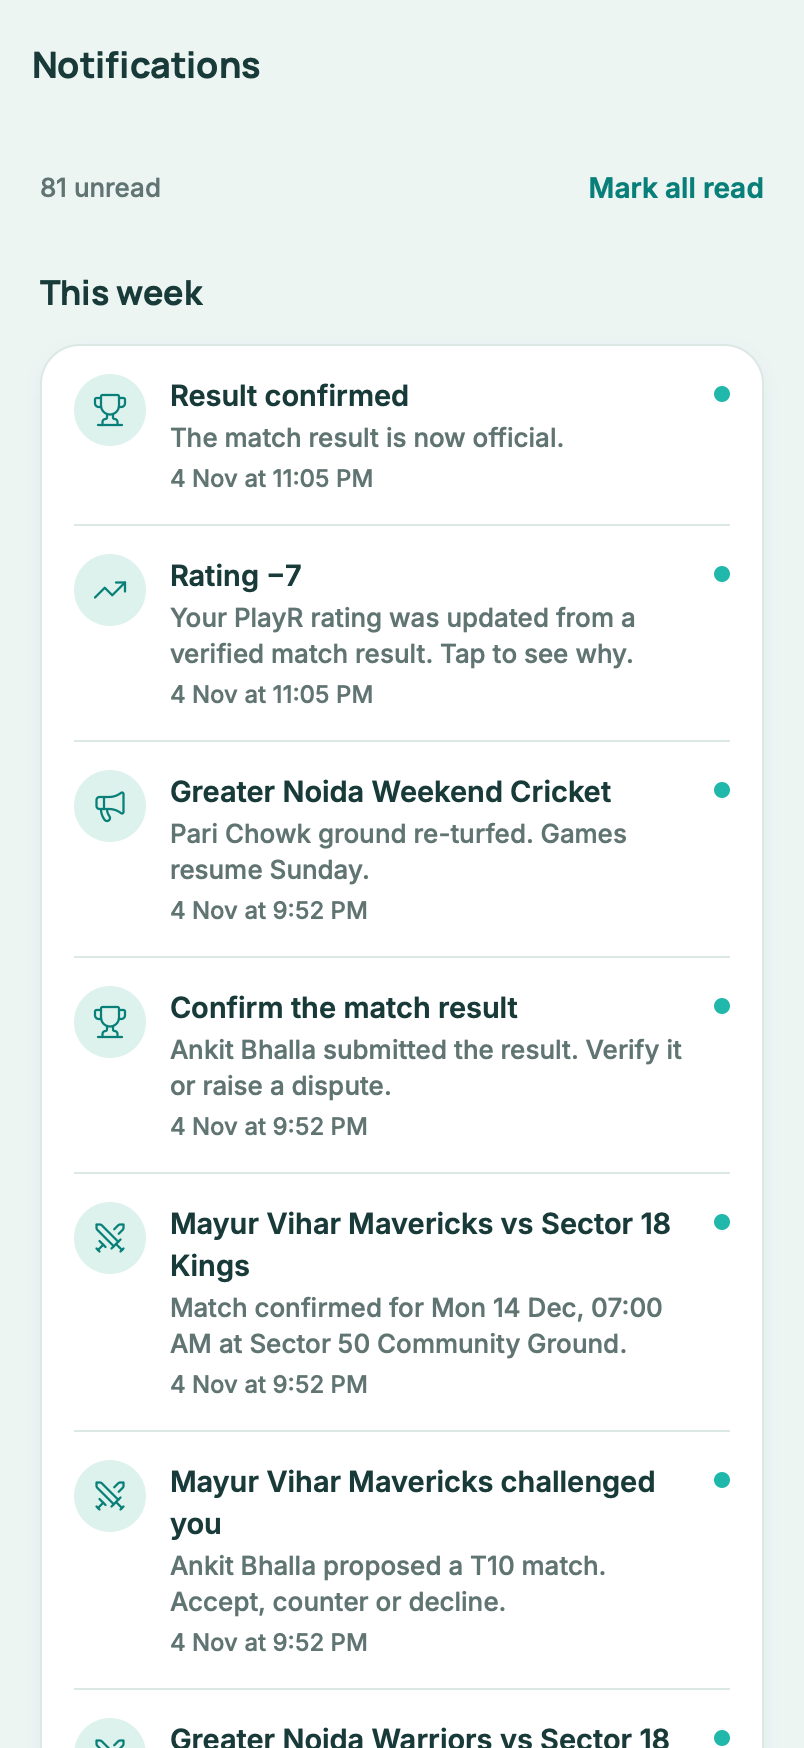 Notifications
81 unread
Mark all read
This week
Result confirmed
The match result is now official.
4 Nov at 11:05 PM
Rating −7
Your PlayR rating was updated from a
verified match result. Tap to see why.
4 Nov at 11:05 PM
Greater Noida Weekend Cricket
Pari Chowk ground re-turfed. Games
resume Sunday.
4 Nov at 9:52 PM
Confirm the match result
Ankit Bhalla submitted the result. Verify it
or raise a dispute.
4 Nov at 9:52 PM
Mayur Vihar Mavericks vs Sector 18
Kings
Match confirmed for Mon 14 Dec, 07:00
AM at Sector 50 Community Ground.
4 Nov at 9:52 PM
Mayur Vihar Mavericks challenged
you
Ankit Bhalla proposed a T10 match.
Accept, counter or decline.
4 Nov at 9:52 PM
Greater Noida Warriors vs Sector 18